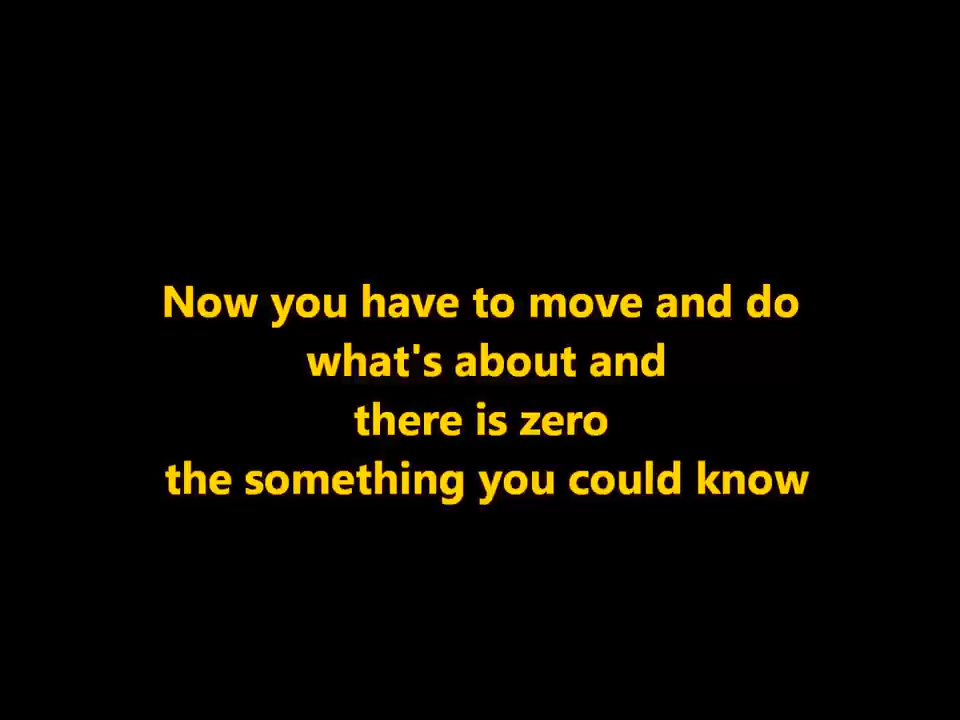 Now you have to move and do
what's about and
there is zero
the something you could know